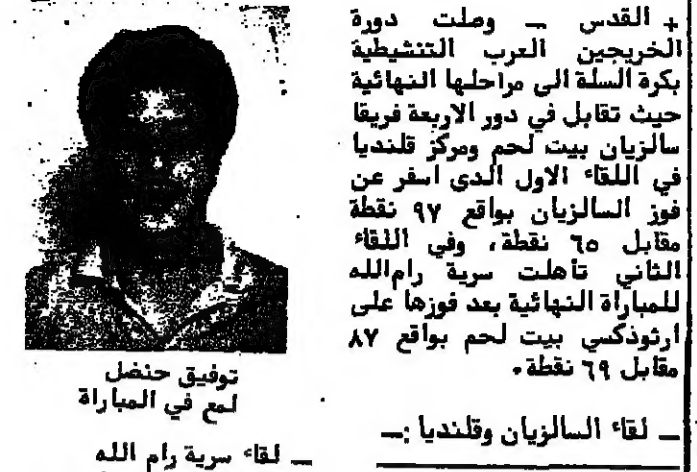 + القدس — وصلت دورة
الخريجين العرب التنشيطية
بكرة السلة الى مراحلها النهائية
حيث تقابل في دور الاربعة فريقا
سالزيان بيت لحم ومركز قلنديا
في اللقاء الاول الذى اسفر عن
فوز السالزيان بواقع ٩٧ نقطة
مقابل ٦٥ نقطة، وفي اللقاء
الثاني تأهلت سرية رام‌الله
للمباراة النهائية بعد فوزها على
ارثوذكسي بيت لحم بواقع ٨٧
مقابل ٦٩ نقطة.
— لقاء السالزيان وقلنديا :—
توفيق حنضل
لمع في المباراة
— لقاء سرية رام الله